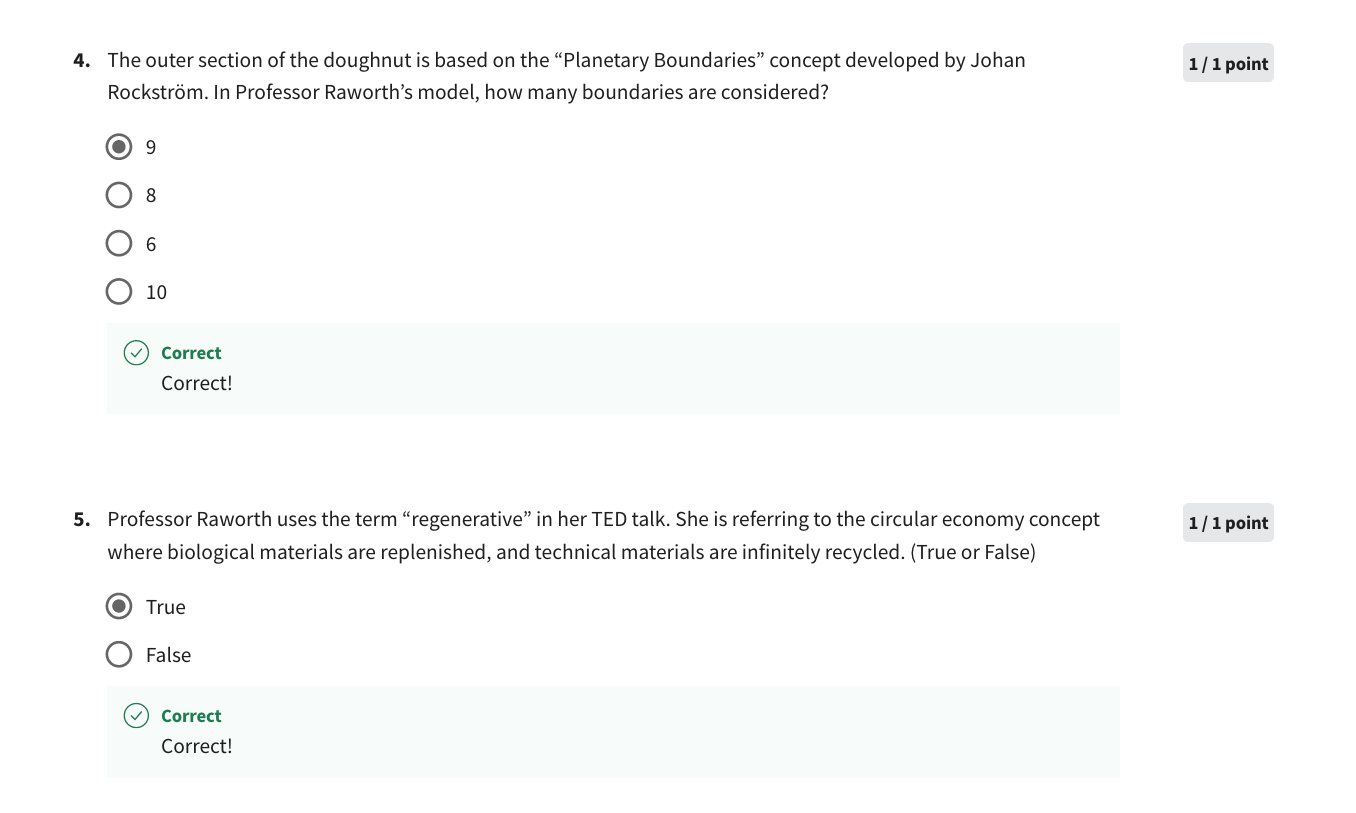 4. The outer section of the doughnut is based on the “Planetary Boundaries” concept developed by Johan
Rockström. In Professor Raworth’s model, how many boundaries are considered?
1 / 1 point
9
8
6
10
Correct
Correct!
5. Professor Raworth uses the term “regenerative” in her TED talk. She is referring to the circular economy concept
where biological materials are replenished, and technical materials are infinitely recycled. (True or False)
1 / 1 point
True
False
Correct
Correct!